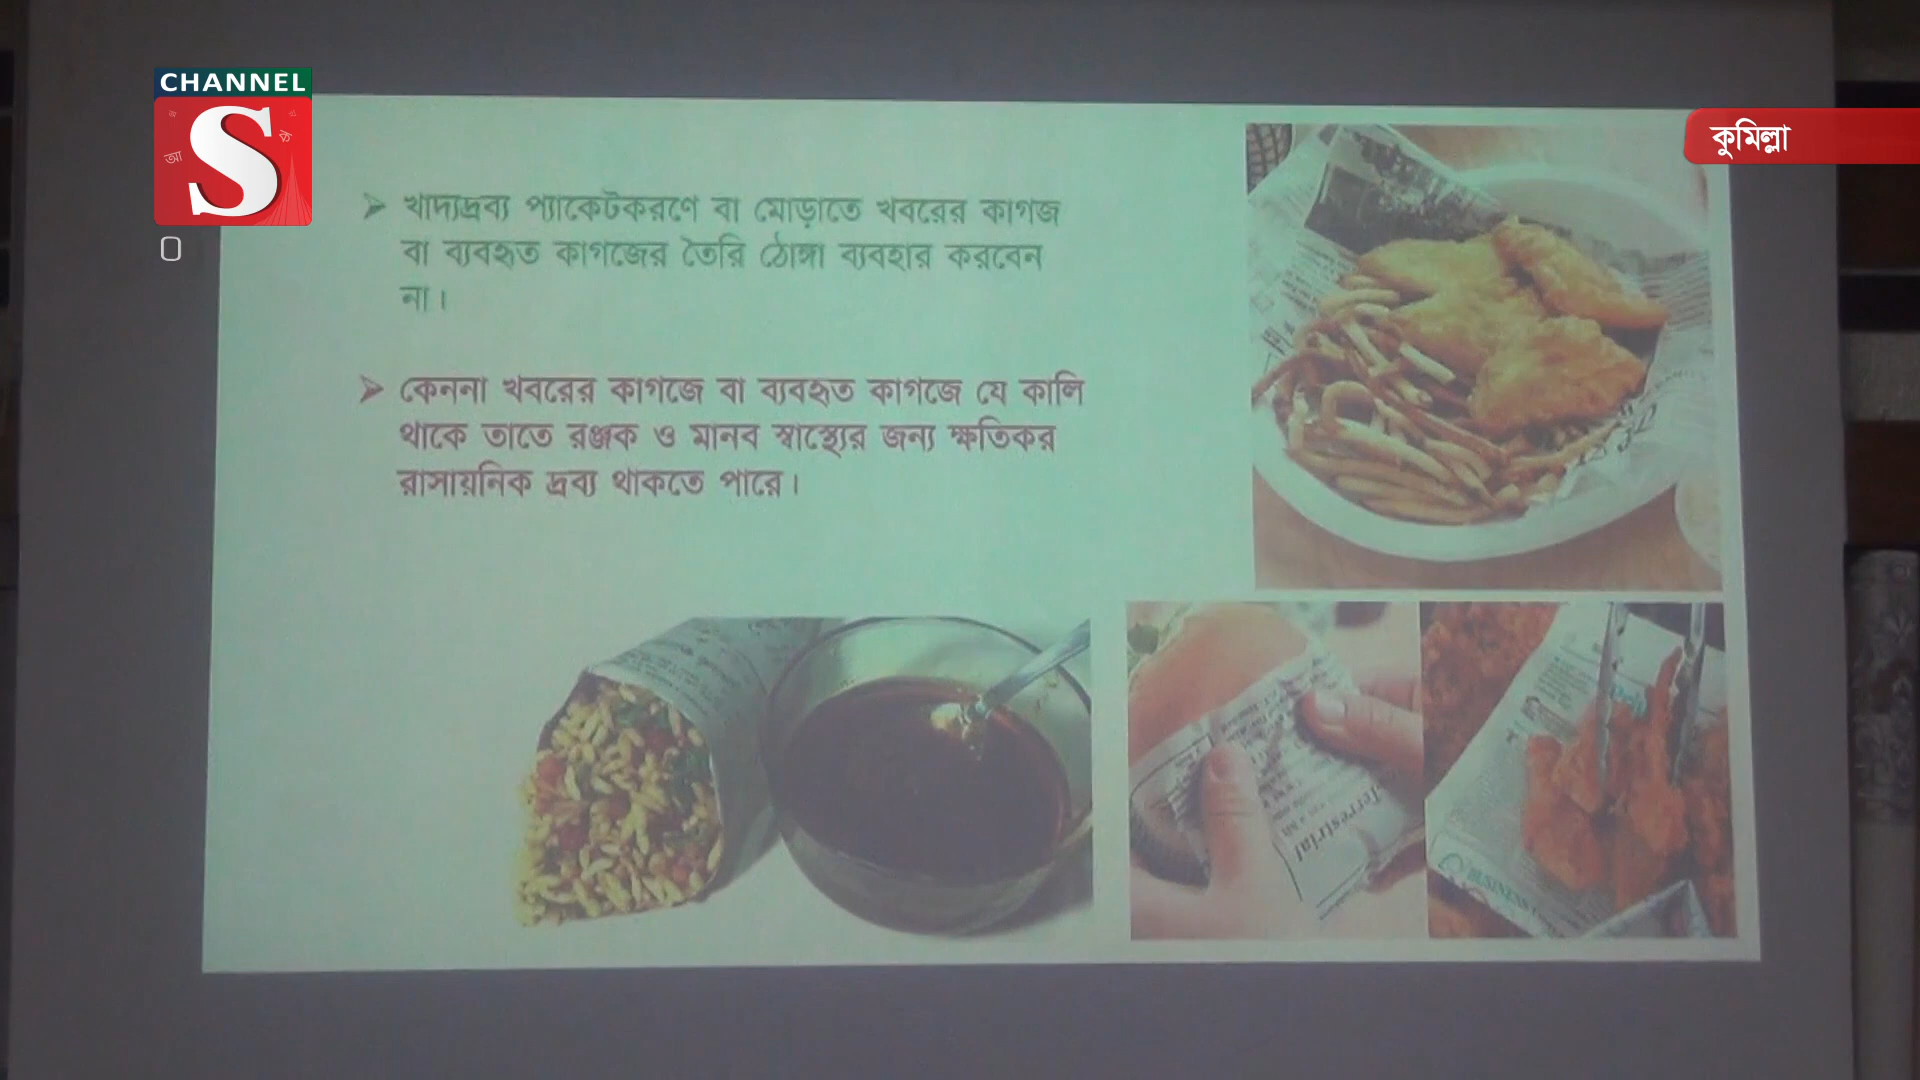 CHANNEL
S
কুমিল্লা
➤ খাদ্যদ্রব্য প্যাকেটকরণে বা মোড়াতে খবরের কাগজ
বা ব্যবহৃত কাগজের তৈরি ঠোঙ্গা ব্যবহার করবেন
না।
➤ কেননা খবরের কাগজে বা ব্যবহৃত কাগজে যে কালি
থাকে তাতে রঞ্জক ও মানব স্বাস্থ্যের জন্য ক্ষতিকর
রাসায়নিক দ্রব্য থাকতে পারে।
Terrestrial
BUSINESS